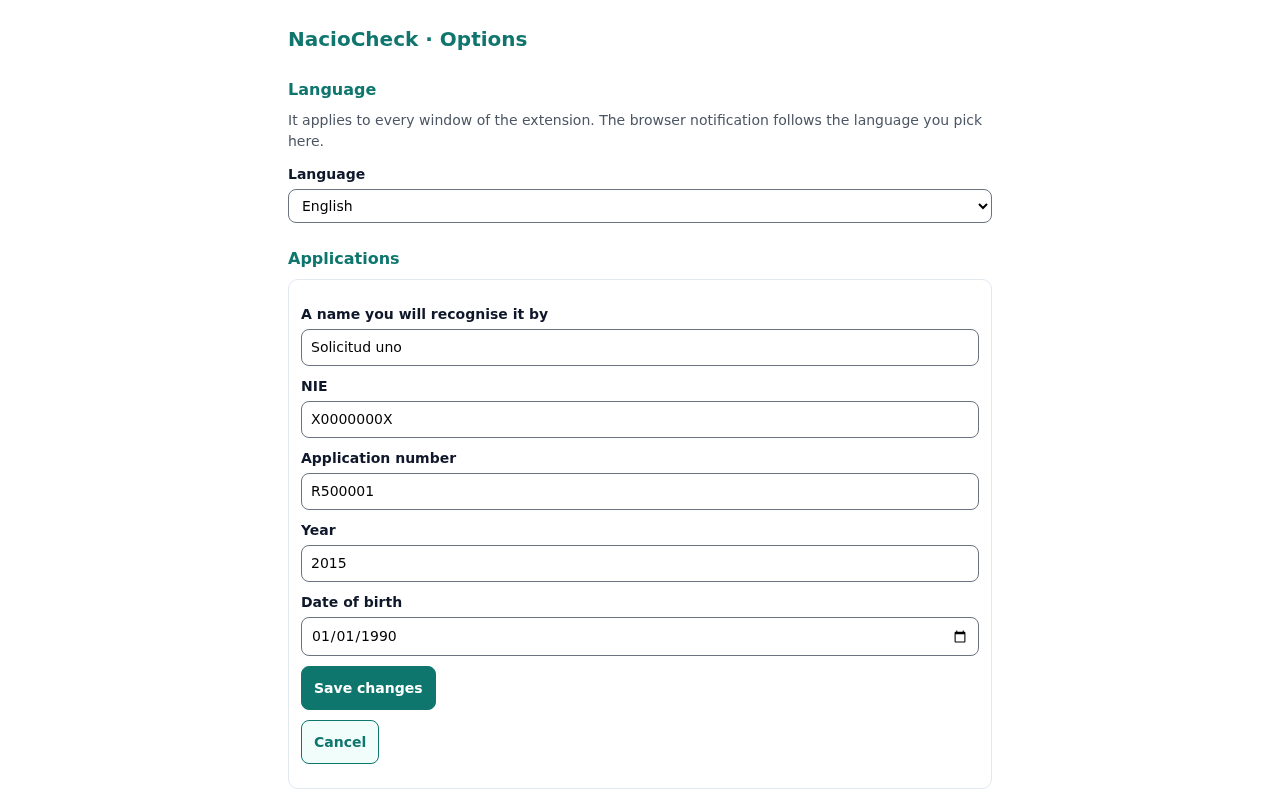 NacioCheck · Options
Language
It applies to every window of the extension. The browser notification follows the language you pick
here.
Language
English
Applications
A name you will recognise it by
Solicitud uno
NIE
X0000000X
Application number
R500001
Year
2015
Date of birth
01/01/1990
Save changes
Cancel